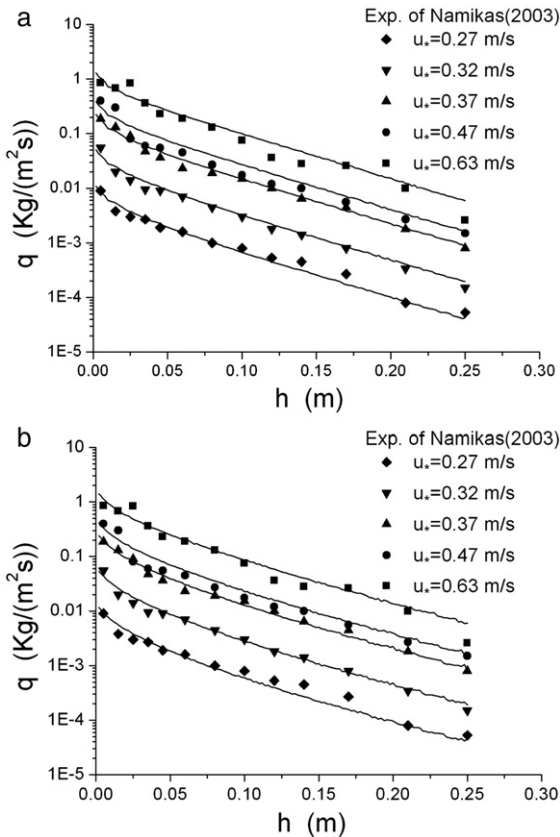 a
Exp. of Namikas(2003)
u*=0.27 m/s
u*=0.32 m/s
u*=0.37 m/s
u*=0.47 m/s
u*=0.63 m/s
10
1
0.1
0.01
1E-3
1E-4
1E-5
q (Kg/(m²s))
0.00 0.05 0.10 0.15 0.20 0.25 0.30
h (m)
b
Exp. of Namikas(2003)
u*=0.27 m/s
u*=0.32 m/s
u*=0.37 m/s
u*=0.47 m/s
u*=0.63 m/s
10
1
0.1
0.01
1E-3
1E-4
1E-5
q (Kg/(m²s))
0.00 0.05 0.10 0.15 0.20 0.25 0.30
h (m)